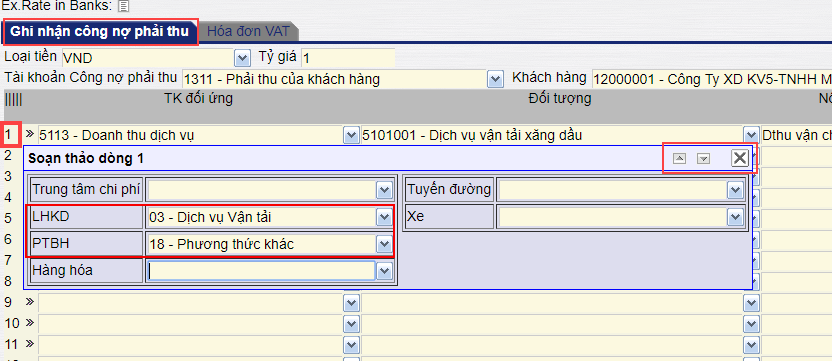 Ex.Rate in Banks:
Ghi nhận công nợ phải thu Hóa đơn VAT
Loại tiền VND Tỷ giá 1
Tài khoản Công nợ phải thu 1311 - Phải thu của khách hàng Khách hàng 12000001 - Công Ty XD KV5-TNHH M
||||| TK đối ứng Đối tượng
1 » 5113 - Doanh thu dịch vụ 5101001 - Dịch vụ vận tải xăng dầu Dthu vận
2 Soạn thảo dòng 1
3 Trung tâm chi phí Tuyến đường
4
5 LHKD 03 - Dịch vụ Vận tải Xe
6 PTBH 18 - Phương thức khác
7 Hàng hóa
8
9 »
10 »
11 »